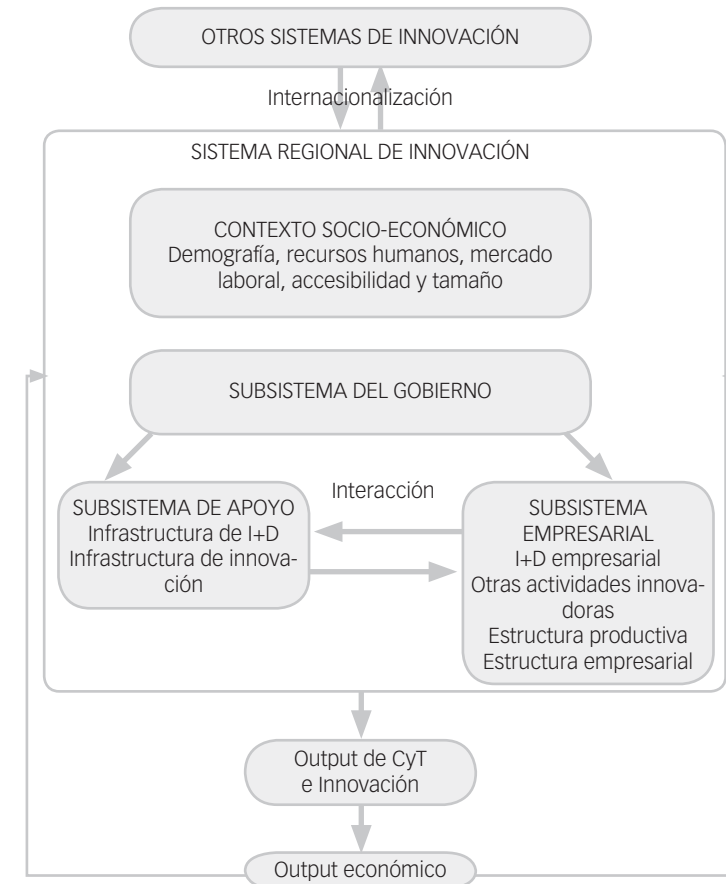 OTROS SISTEMAS DE INNOVACIÓN
Internacionalización
SISTEMA REGIONAL DE INNOVACIÓN
CONTEXTO SOCIO-ECONÓMICO
Demografía, recursos humanos, mercado
laboral, accesibilidad y tamaño
SUBSISTEMA DEL GOBIERNO
SUBSISTEMA DE APOYO
Infrastructura de I+D
Infrastructura de innova-
ción
Interacción
SUBSISTEMA
EMPRESARIAL
I+D empresarial
Otras actividades innova-
doras
Estructura productiva
Estructura empresarial
Output de CyT
e Innovación
Output económico